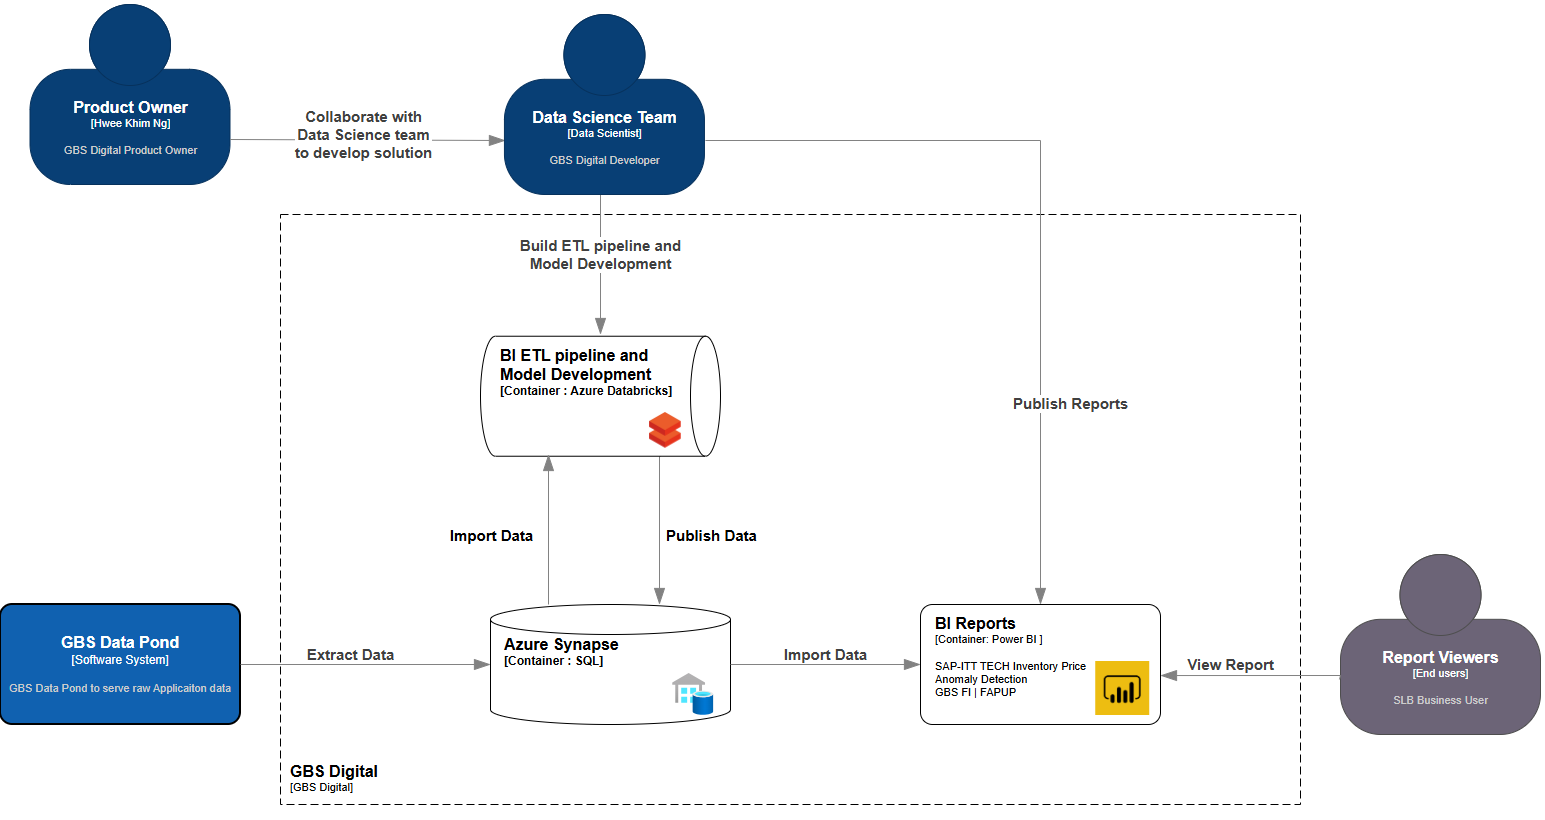 Product Owner
[Hwee Khim Ng]
GBS Digital Product Owner
Collaborate with
Data Science team
to develop solution
Data Science Team
[Data Scientist]
GBS Digital Developer
Build ETL pipeline and
Model Development
BI ETL pipeline and
Model Development
[Container : Azure Databricks]
Publish Reports
Import Data
Publish Data
GBS Data Pond
[Software System]
GBS Data Pond to serve raw Applicaiton data
Extract Data
Azure Synapse
[Container : SQL]
Import Data
BI Reports
[Container: Power BI ]
SAP-ITT TECH Inventory Price
Anomaly Detection
GBS FI | FAPUP
View Report
Report Viewers
[End users]
SLB Business User
GBS Digital
[GBS Digital]